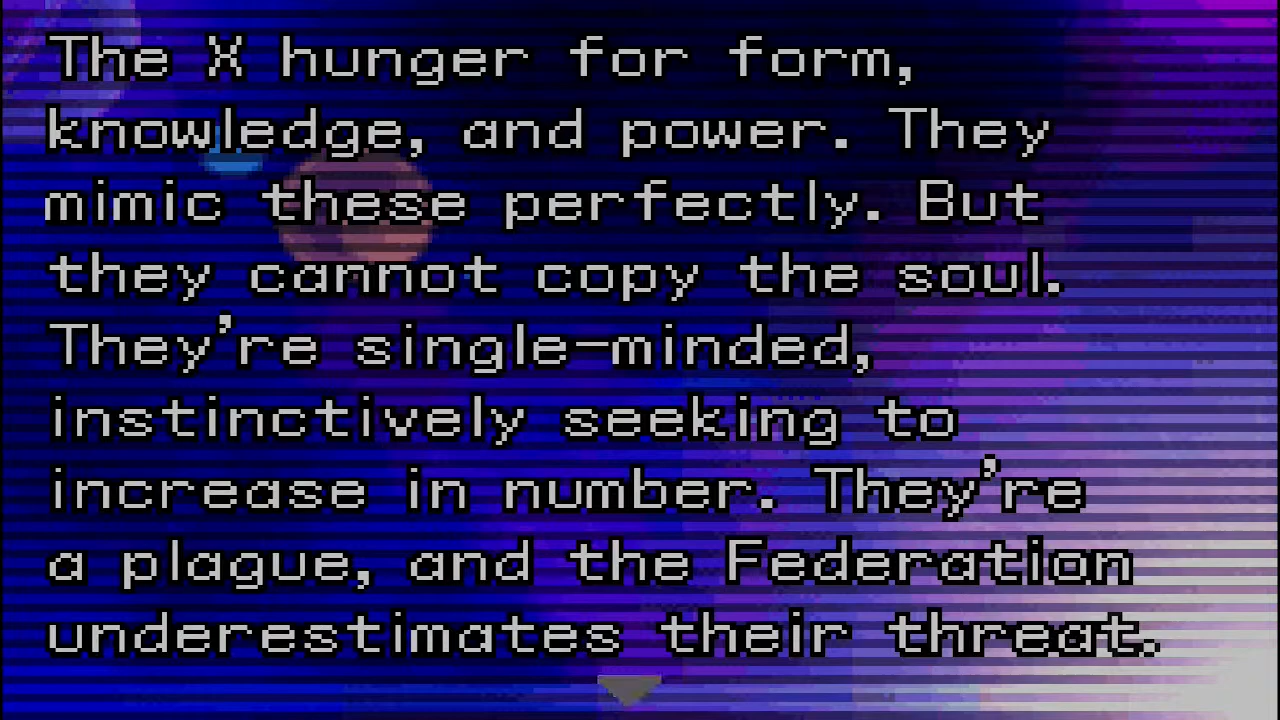 The X hunger for form,
knowledge, and power. They
mimic these perfectly. But
they cannot copy the soul.
They're single-minded,
instinctively seeking to
increase in number. They're
a plague, and the Federation
underestimates their threat.